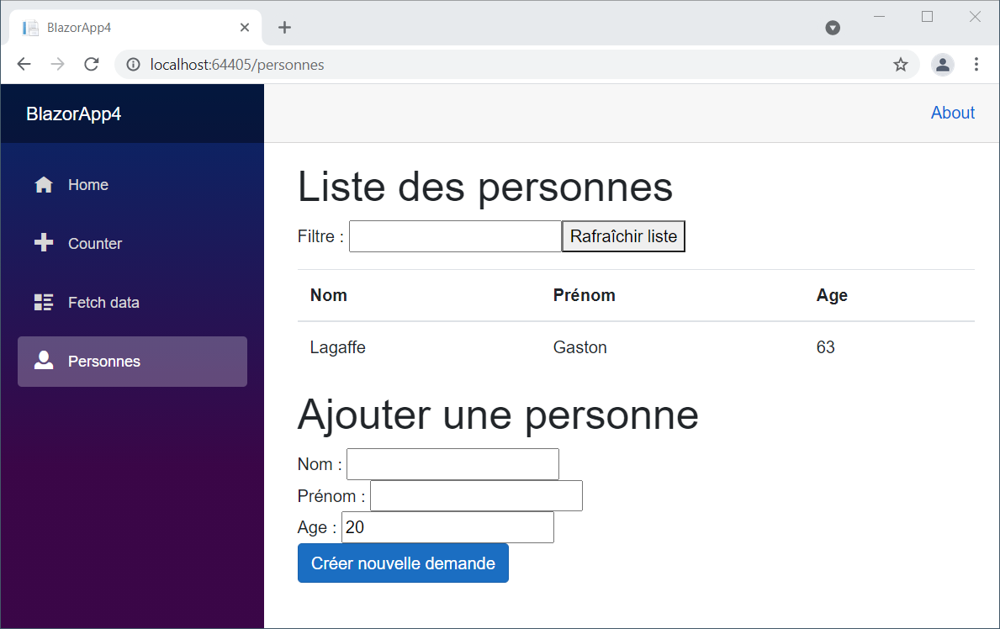 BlazorApp4
localhost:64405/personnes
BlazorApp4
About
Home
Counter
Fetch data
Personnes
Liste des personnes
Filtre : Rafraîchir liste
Nom Prénom Age
Lagaffe Gaston 63
Ajouter une personne
Nom :
Prénom :
Age : 20
Créer nouvelle demande